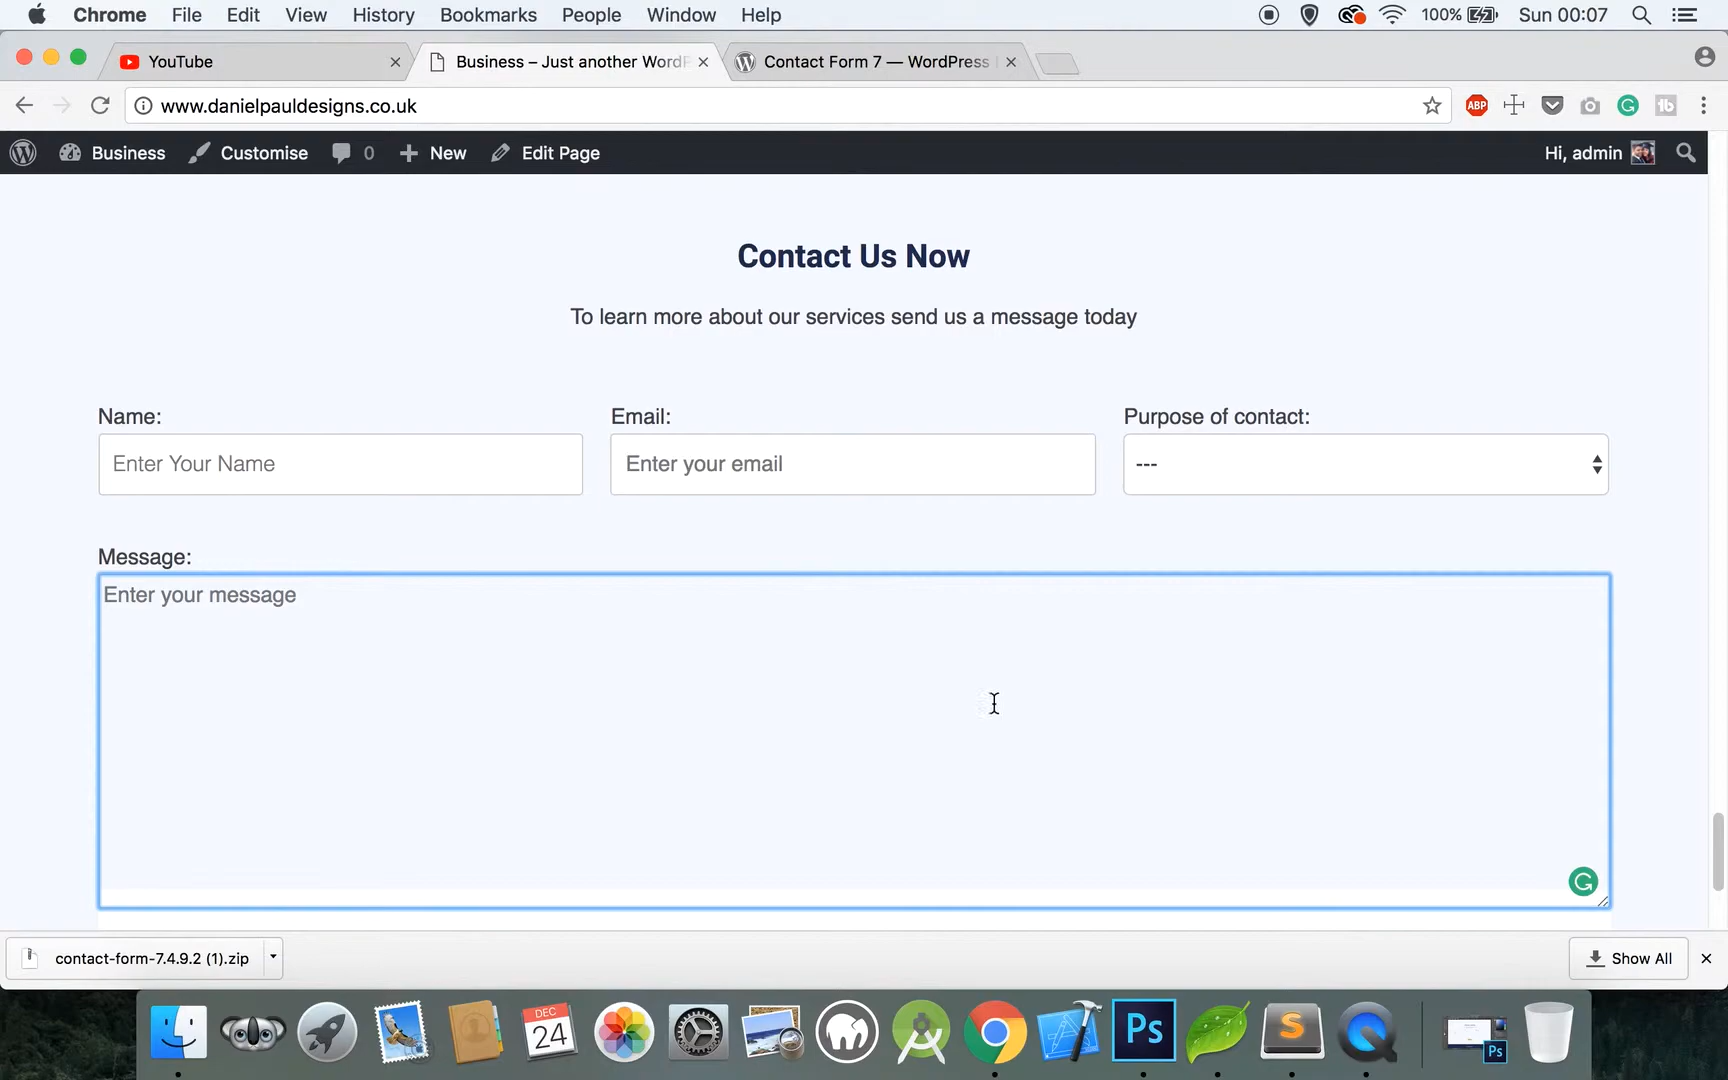 Chrome File Edit View History Bookmarks People Window Help 100% Sun 00:07
YouTube Business – Just another WordP Contact Form 7 — WordPress
www.danielpauldesigns.co.uk ABP
Business Customise 0 New Edit Page Hi, admin
Contact Us Now
To learn more about our services send us a message today
Name: Email: Purpose of contact:
Enter Your Name Enter your email ---
Message:
Enter your message
contact-form-7.4.9.2 (1).zip Show All
DEC
24
Ps
S
Ps